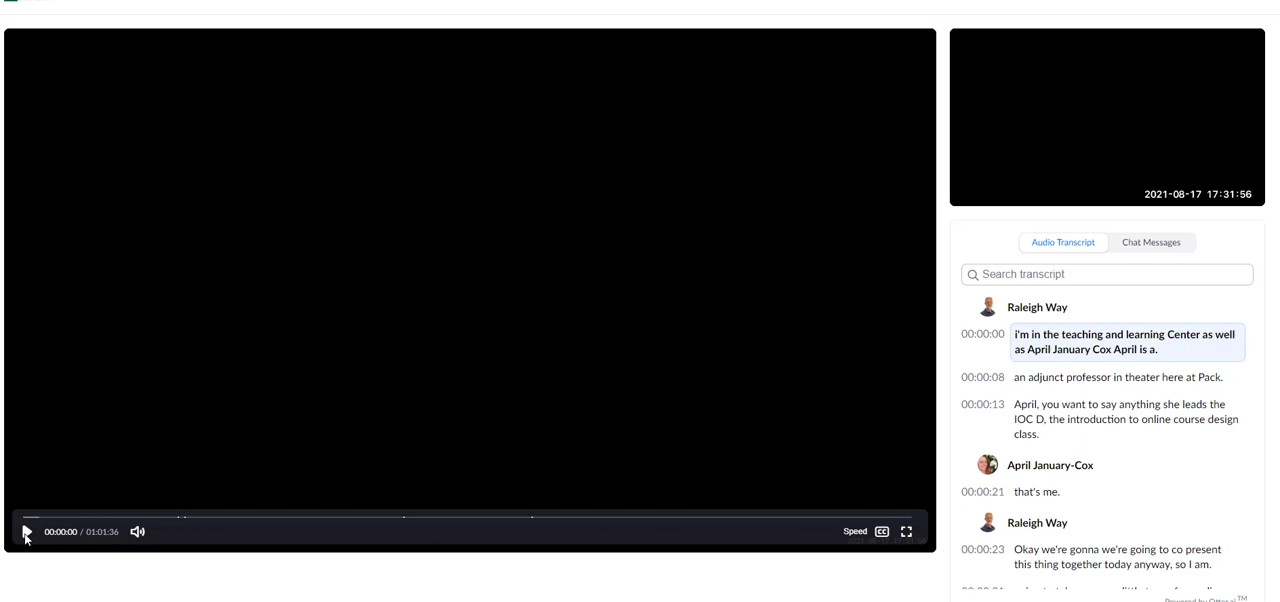 2021-08-17 17:31:56
Audio Transcript
Chat Messages
Search transcript
Raleigh Way
00:00:00
i'm in the teaching and learning Center as well
as April January Cox April is a.
00:00:08
an adjunct professor in theater here at Pack.
00:00:13
April, you want to say anything she leads the
IOC D, the introduction to online course design
class.
April January-Cox
00:00:21
that's me.
Raleigh Way
00:00:23
Okay we're gonna we're going to co present
this thing together today anyway, so I am.
Powered by Otter.ai TM
00:00:00 / 01:01:36
Speed
CC